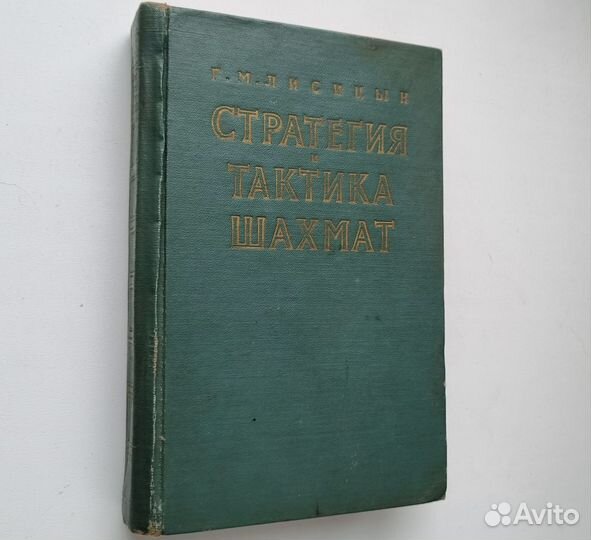 Г. М. ЛИСИЦЫН
СТРАТЕГИЯ
И
ТАКТИКА
ШАХМАТ
Avito